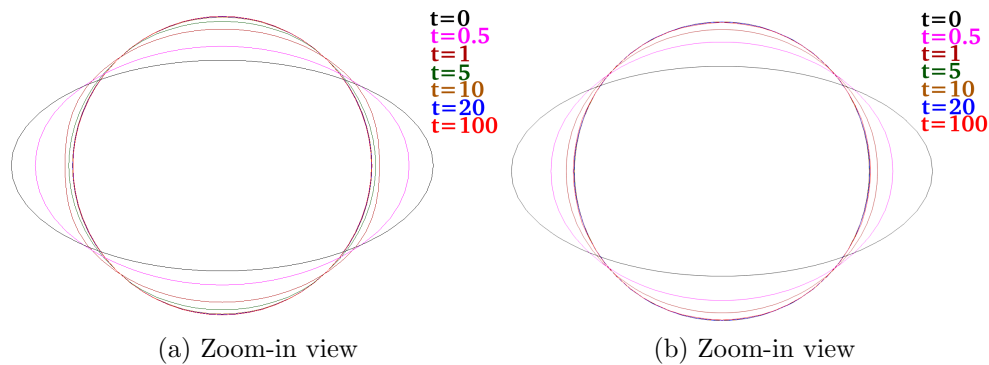 t=0
t=0.5
t=1
t=5
t=10
t=20
t=100
(a) Zoom-in view
t=0
t=0.5
t=1
t=5
t=10
t=20
t=100
(b) Zoom-in view